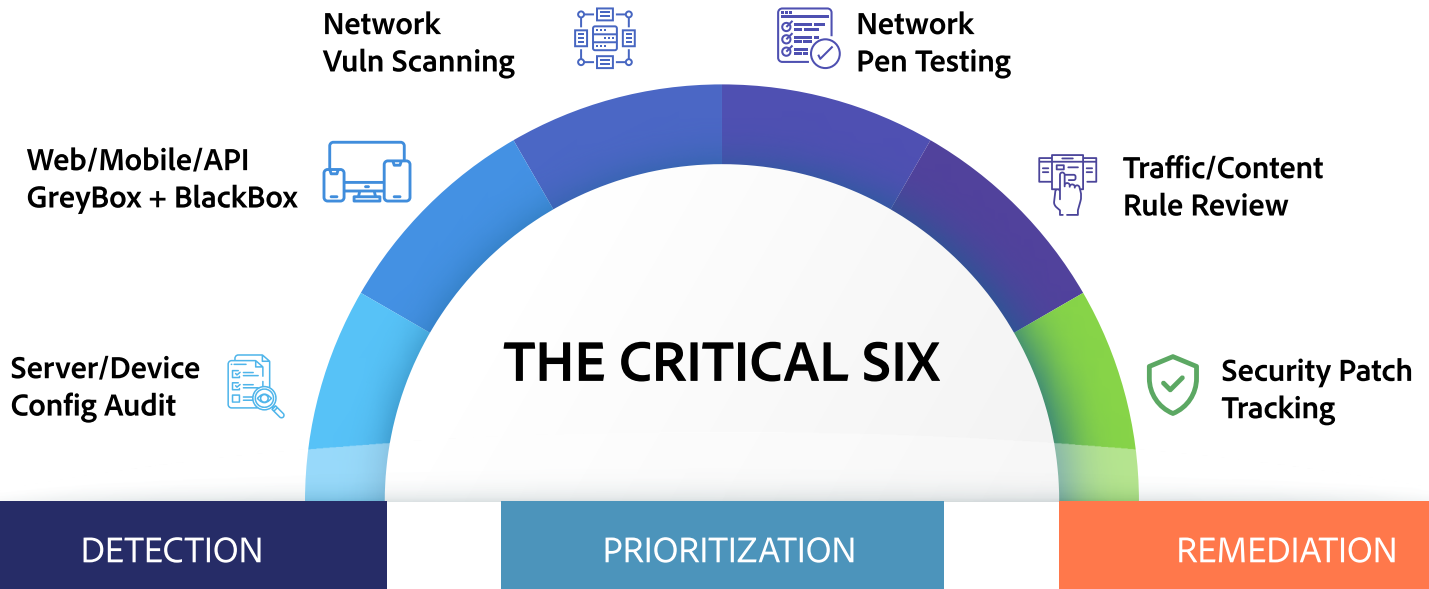 Network
Vuln Scanning
Network
Pen Testing
Web/Mobile/API
GreyBox + BlackBox
Traffic/Content
Rule Review
THE CRITICAL SIX
Server/Device
Config Audit
Security Patch
Tracking
DETECTION
PRIORITIZATION
REMEDIATION